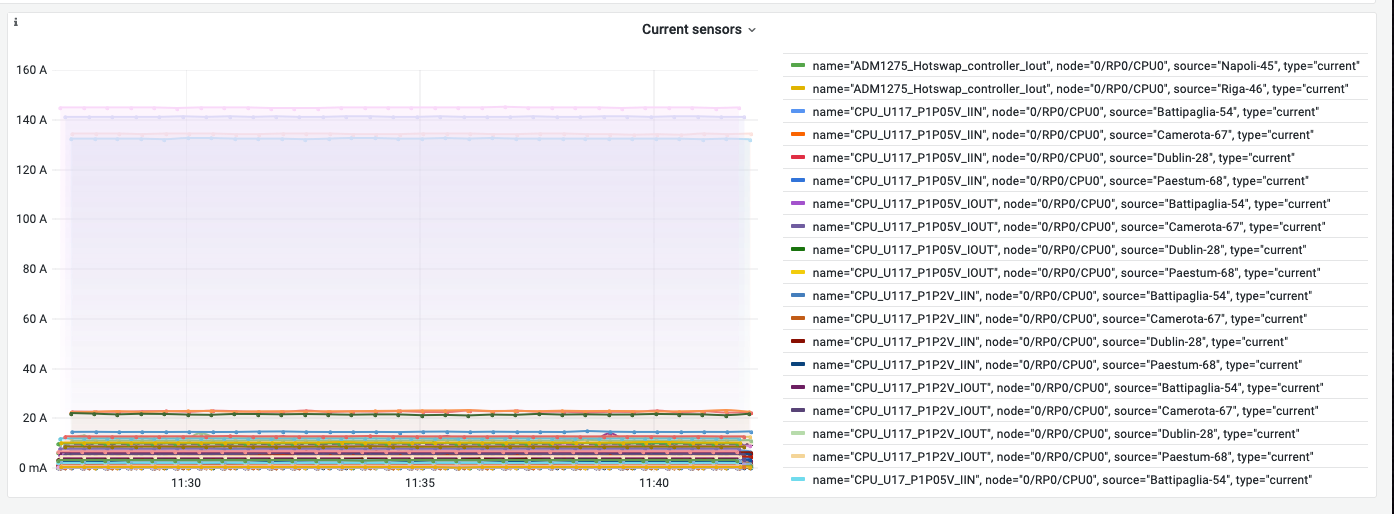 i
Current sensors
160 A
140 A
120 A
100 A
80 A
60 A
40 A
20 A
0 mA
11:30
11:35
11:40
name="ADM1275_Hotswap_controller_Iout", node="0/RP0/CPU0", source="Napoli-45", type="current"
name="ADM1275_Hotswap_controller_Iout", node="0/RP0/CPU0", source="Riga-46", type="current"
name="CPU_U117_P1P05V_IIN", node="0/RP0/CPU0", source="Battipaglia-54", type="current"
name="CPU_U117_P1P05V_IIN", node="0/RP0/CPU0", source="Camerota-67", type="current"
name="CPU_U117_P1P05V_IIN", node="0/RP0/CPU0", source="Dublin-28", type="current"
name="CPU_U117_P1P05V_IIN", node="0/RP0/CPU0", source="Paestum-68", type="current"
name="CPU_U117_P1P05V_IOUT", node="0/RP0/CPU0", source="Battipaglia-54", type="current"
name="CPU_U117_P1P05V_IOUT", node="0/RP0/CPU0", source="Camerota-67", type="current"
name="CPU_U117_P1P05V_IOUT", node="0/RP0/CPU0", source="Dublin-28", type="current"
name="CPU_U117_P1P05V_IOUT", node="0/RP0/CPU0", source="Paestum-68", type="current"
name="CPU_U117_P1P2V_IIN", node="0/RP0/CPU0", source="Battipaglia-54", type="current"
name="CPU_U117_P1P2V_IIN", node="0/RP0/CPU0", source="Camerota-67", type="current"
name="CPU_U117_P1P2V_IIN", node="0/RP0/CPU0", source="Dublin-28", type="current"
name="CPU_U117_P1P2V_IIN", node="0/RP0/CPU0", source="Paestum-68", type="current"
name="CPU_U117_P1P2V_IOUT", node="0/RP0/CPU0", source="Battipaglia-54", type="current"
name="CPU_U117_P1P2V_IOUT", node="0/RP0/CPU0", source="Camerota-67", type="current"
name="CPU_U117_P1P2V_IOUT", node="0/RP0/CPU0", source="Dublin-28", type="current"
name="CPU_U117_P1P2V_IOUT", node="0/RP0/CPU0", source="Paestum-68", type="current"
name="CPU_U17_P1P05V_IIN", node="0/RP0/CPU0", source="Battipaglia-54", type="current"